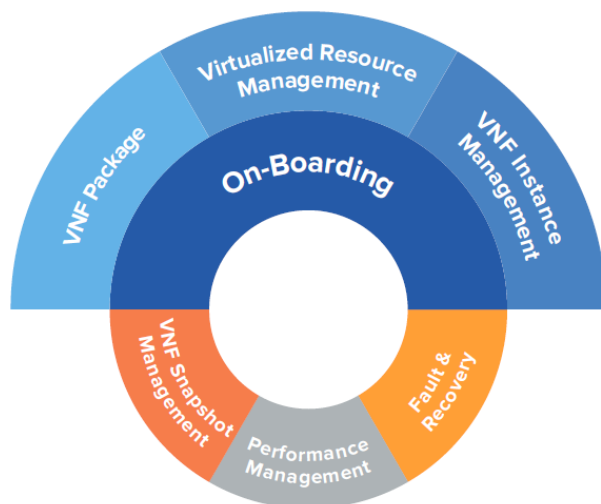 Virtualized Resource
Management
VNF Package
VNF Instance
Management
On-Boarding
VNF Snapshot
Management
Performance
Management
Fault &
Recovery